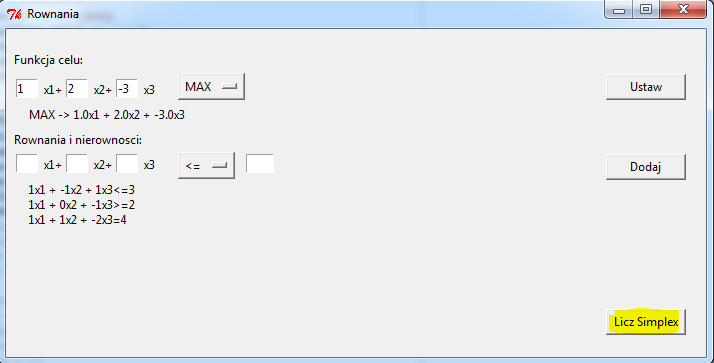 Rownania
Funkcja celu:
1 x1+ 2 x2+ -3 x3 MAX Ustaw
MAX -> 1.0x1 + 2.0x2 + -3.0x3
Rownania i nierownosci:
x1+ x2+ x3 <= Dodaj
1x1 + -1x2 + 1x3<=3
1x1 + 0x2 + -1x3>=2
1x1 + 1x2 + -2x3=4
Licz Simplex